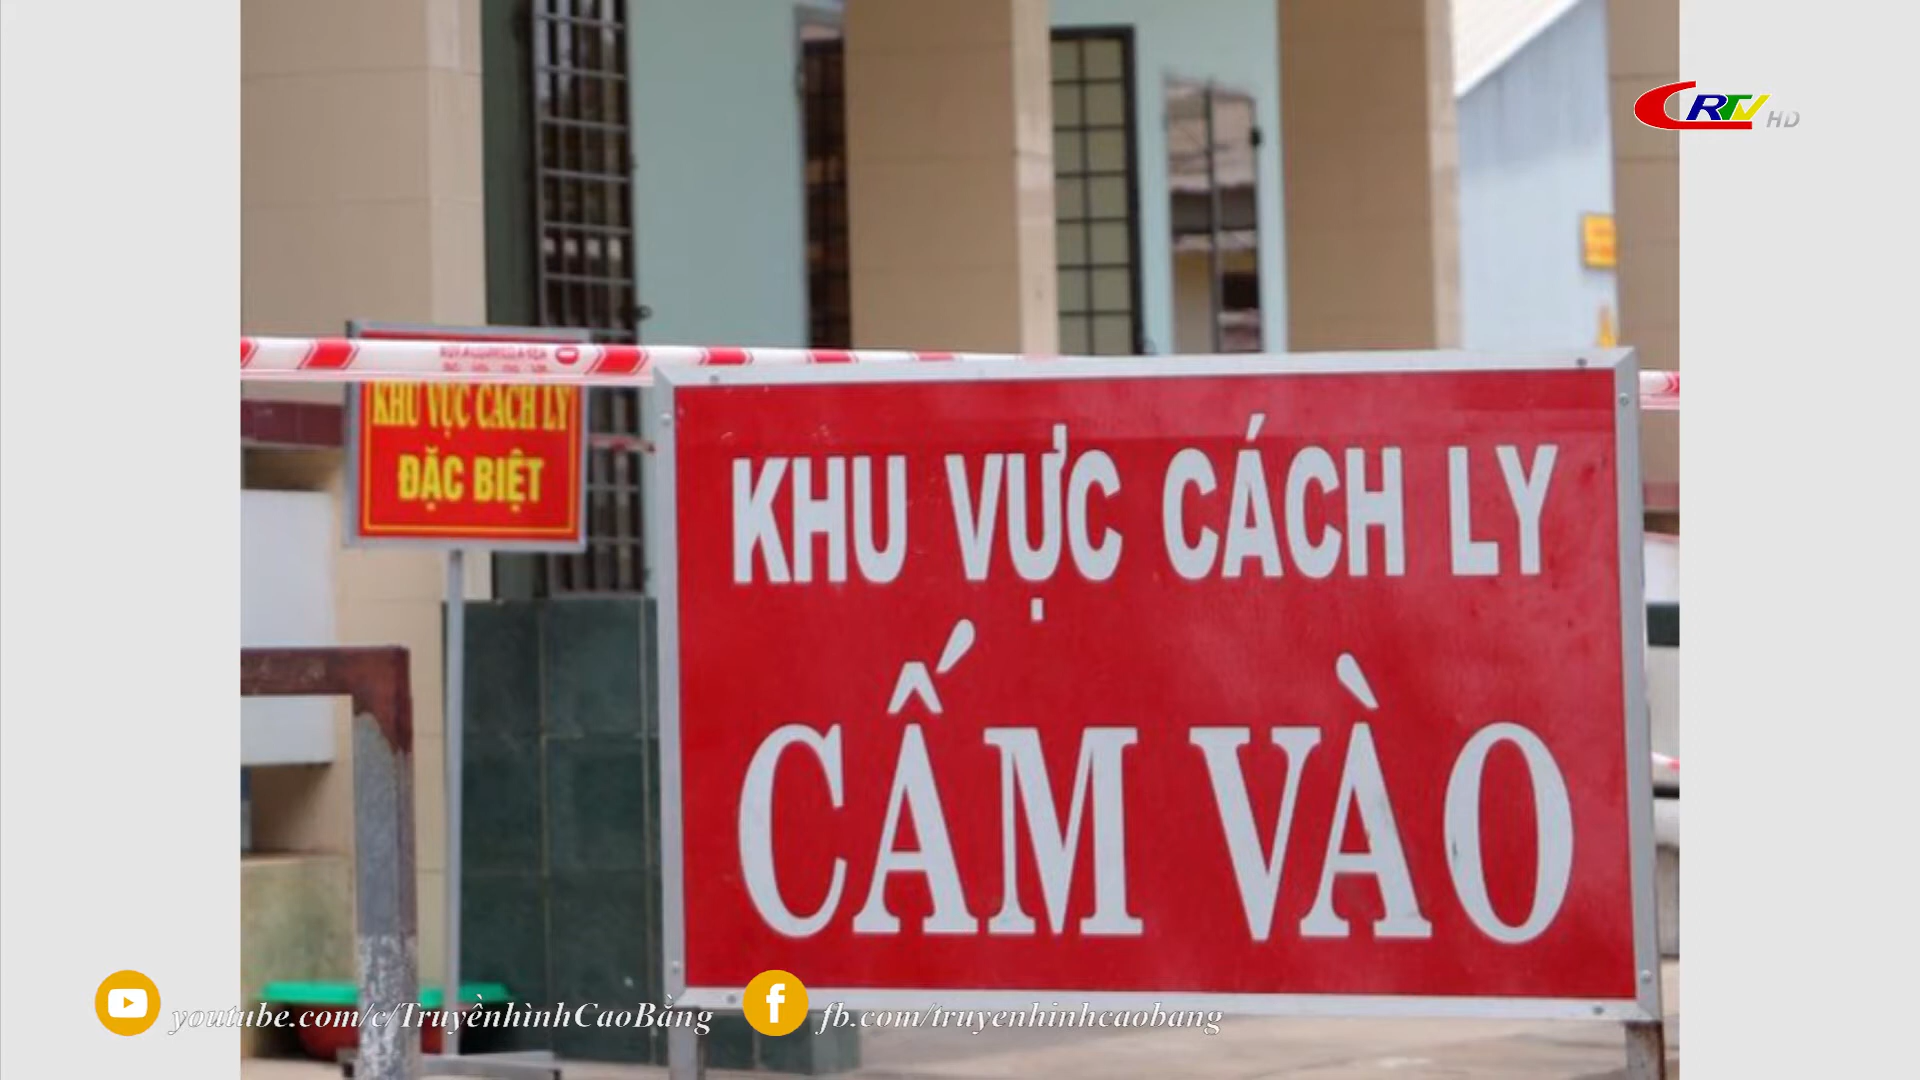 CRTV HD
KHU VỰC CÁCH LY
ĐẶC BIỆT
KHU VỰC CÁCH LY
CẤM VÀO
youtube.com/c/TruyềnhìnhCaoBằng
fb.com/truyenhinhcaobang